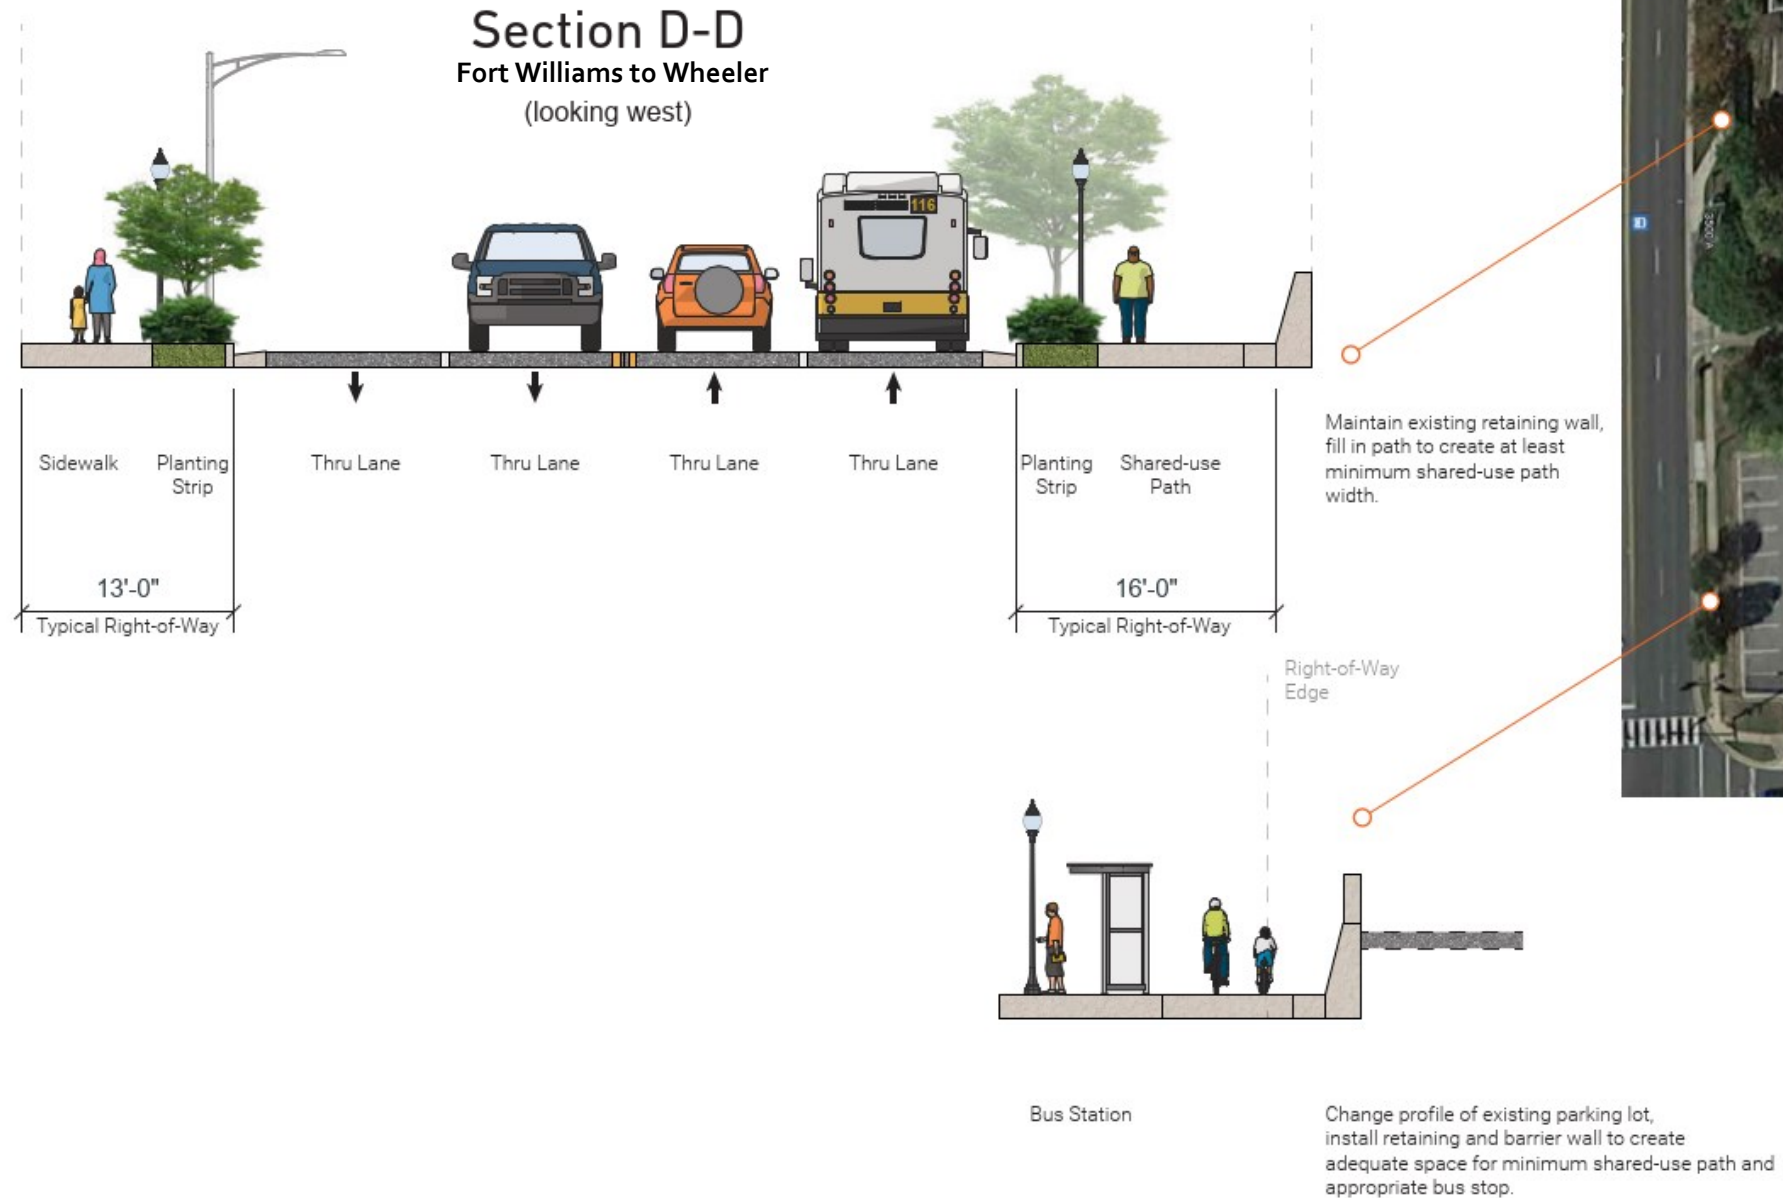 Section D-D
Fort Williams to Wheeler
(looking west)
116
Sidewalk
Planting
Strip
Thru Lane
Thru Lane
Thru Lane
Thru Lane
Planting
Strip
Shared-use
Path
13'-0"
Typical Right-of-Way
16'-0"
Typical Right-of-Way
Maintain existing retaining wall,
fill in path to create at least
minimum shared-use path
width.
Right-of-Way
Edge
Bus Station
Change profile of existing parking lot,
install retaining and barrier wall to create
adequate space for minimum shared-use path and
appropriate bus stop.